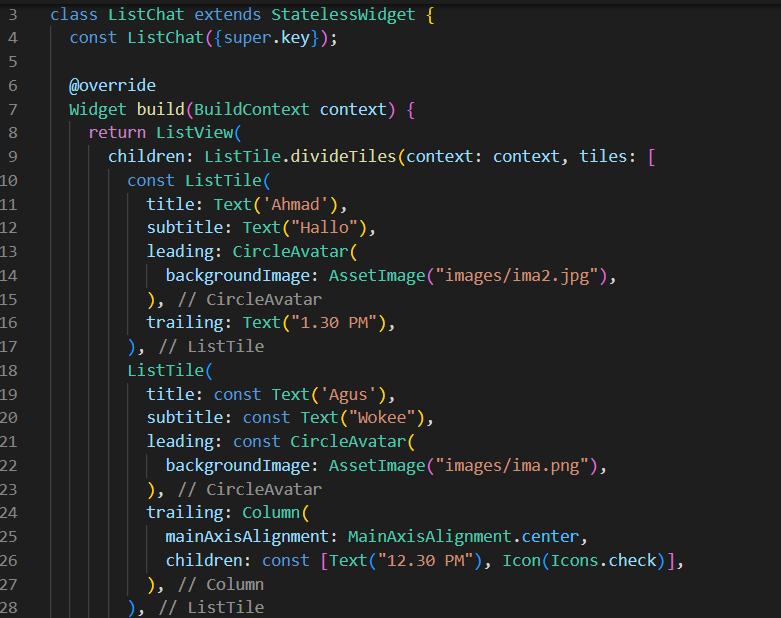 3 class ListChat extends StatelessWidget {
4   const ListChat({super.key});
5
6   @override
7   Widget build(BuildContext context) {
8     return ListView(
9       children: ListTile.divideTiles(context: context, tiles: [
10         const ListTile(
11           title: Text('Ahmad'),
12           subtitle: Text("Hallo"),
13           leading: CircleAvatar(
14             backgroundImage: AssetImage("images/ima2.jpg"),
15           ), // CircleAvatar
16           trailing: Text("1.30 PM"),
17         ), // ListTile
18         ListTile(
19           title: const Text('Agus'),
20           subtitle: const Text("Wokee"),
21           leading: const CircleAvatar(
22             backgroundImage: AssetImage("images/ima.png"),
23           ), // CircleAvatar
24           trailing: Column(
25             mainAxisAlignment: MainAxisAlignment.center,
26             children: const [Text("12.30 PM"), Icon(Icons.check)],
27           ), // Column
28         ), // ListTile